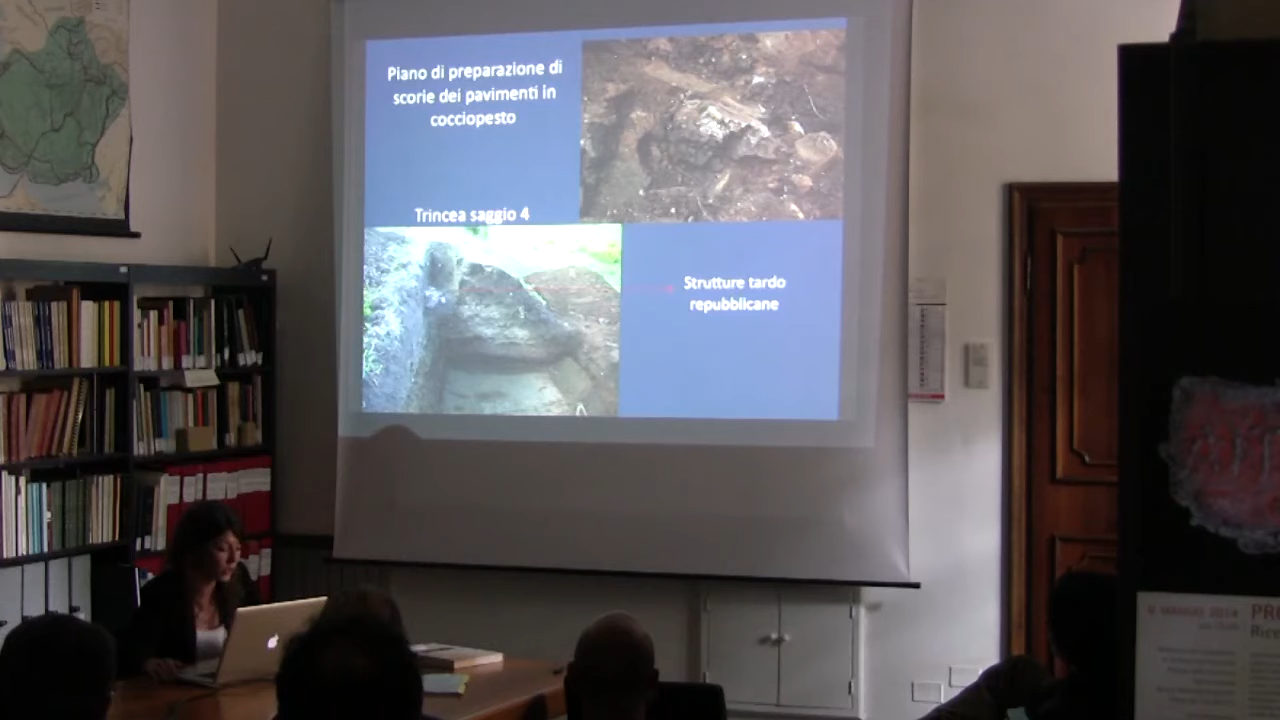 Piano di preparazione di
scorie dei pavimenti in
cocciopesto
Trincea saggio 4
Strutture tardo
repubblicane